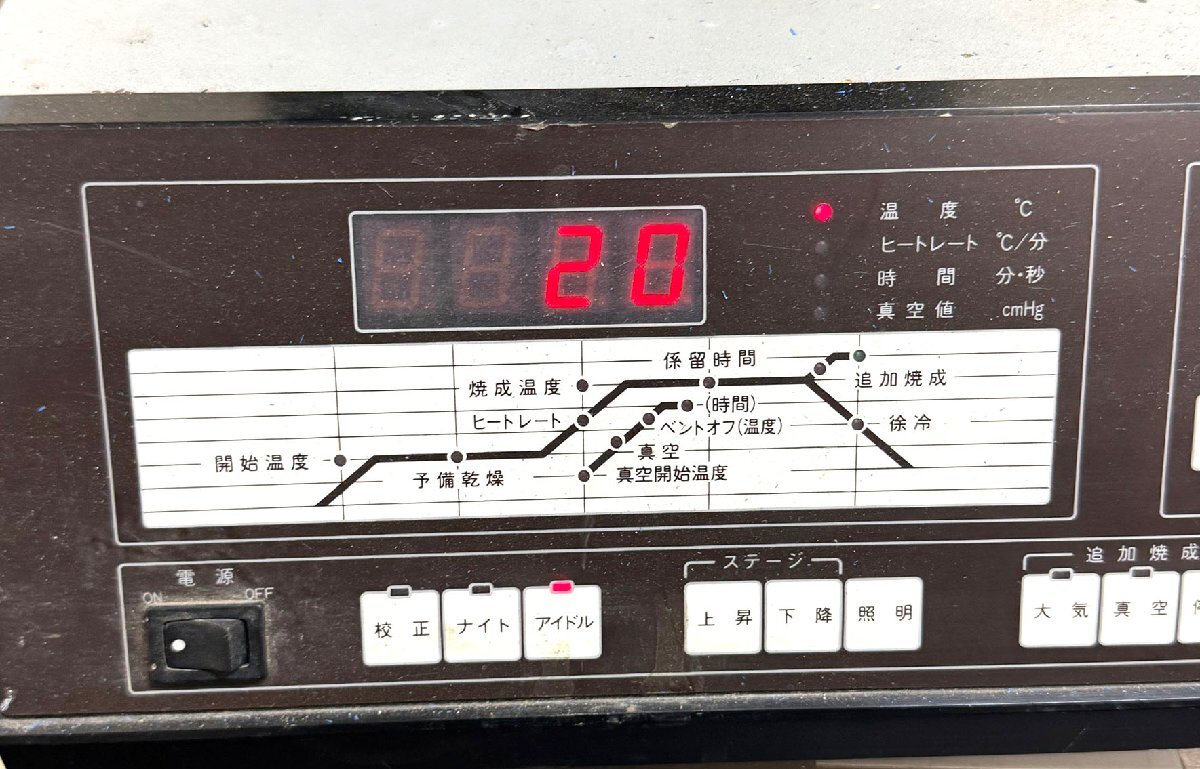 20
温度 ℃
ヒートレート ℃/分
時間 分・秒
真空値 cmHg
係留時間
焼成温度
追加焼成
ヒートレート
(時間)
ベントオフ(温度)
徐冷
開始温度
真空
予備乾燥
真空開始温度
電源
ON OFF
校正
ナイト
アイドル
ステージ
上昇
下降
照明
追加焼成
大気
真空